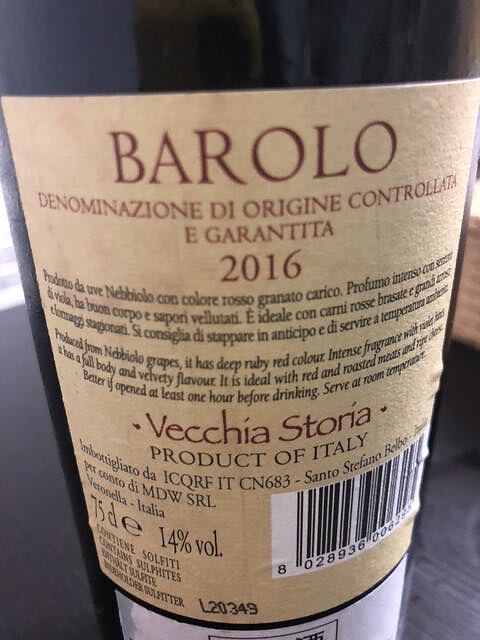 BAROLO
DENOMINAZIONE DI ORIGINE CONTROLLATA
E GARANTITA
2016
Prodotto da uve Nebbiolo con colore rosso granato carico. Profumo intenso con sentore
di viola, ha buon corpo e sapori vellutati. È ideale con carni rosse brasate e grandi arrosti
e formaggi stagionati. Si consiglia di stappare in anticipo e di servire a temperatura ambiente
Produced from Nebbiolo grapes, it has deep ruby red colour. Intense fragrance with violet
it has a full body and velvety flavour. It is ideal with red and roasted meats and ripe cheese.
Better if opened at least one hour before drinking. Serve at room temperature.
• Vecchia Storia •
PRODUCT OF ITALY
Imbottigliato da ICQRF IT CN683 - Santo Stefano Belbo
per conto di MDW SRL
Veronella - Italia
75 cl e 14% vol.
CONTIENE SOLFITI
CONTAINS SULPHITES
ENTHÄLT SULFITE
INDEHOLDER SULFITTER
L20349
8 028936 006